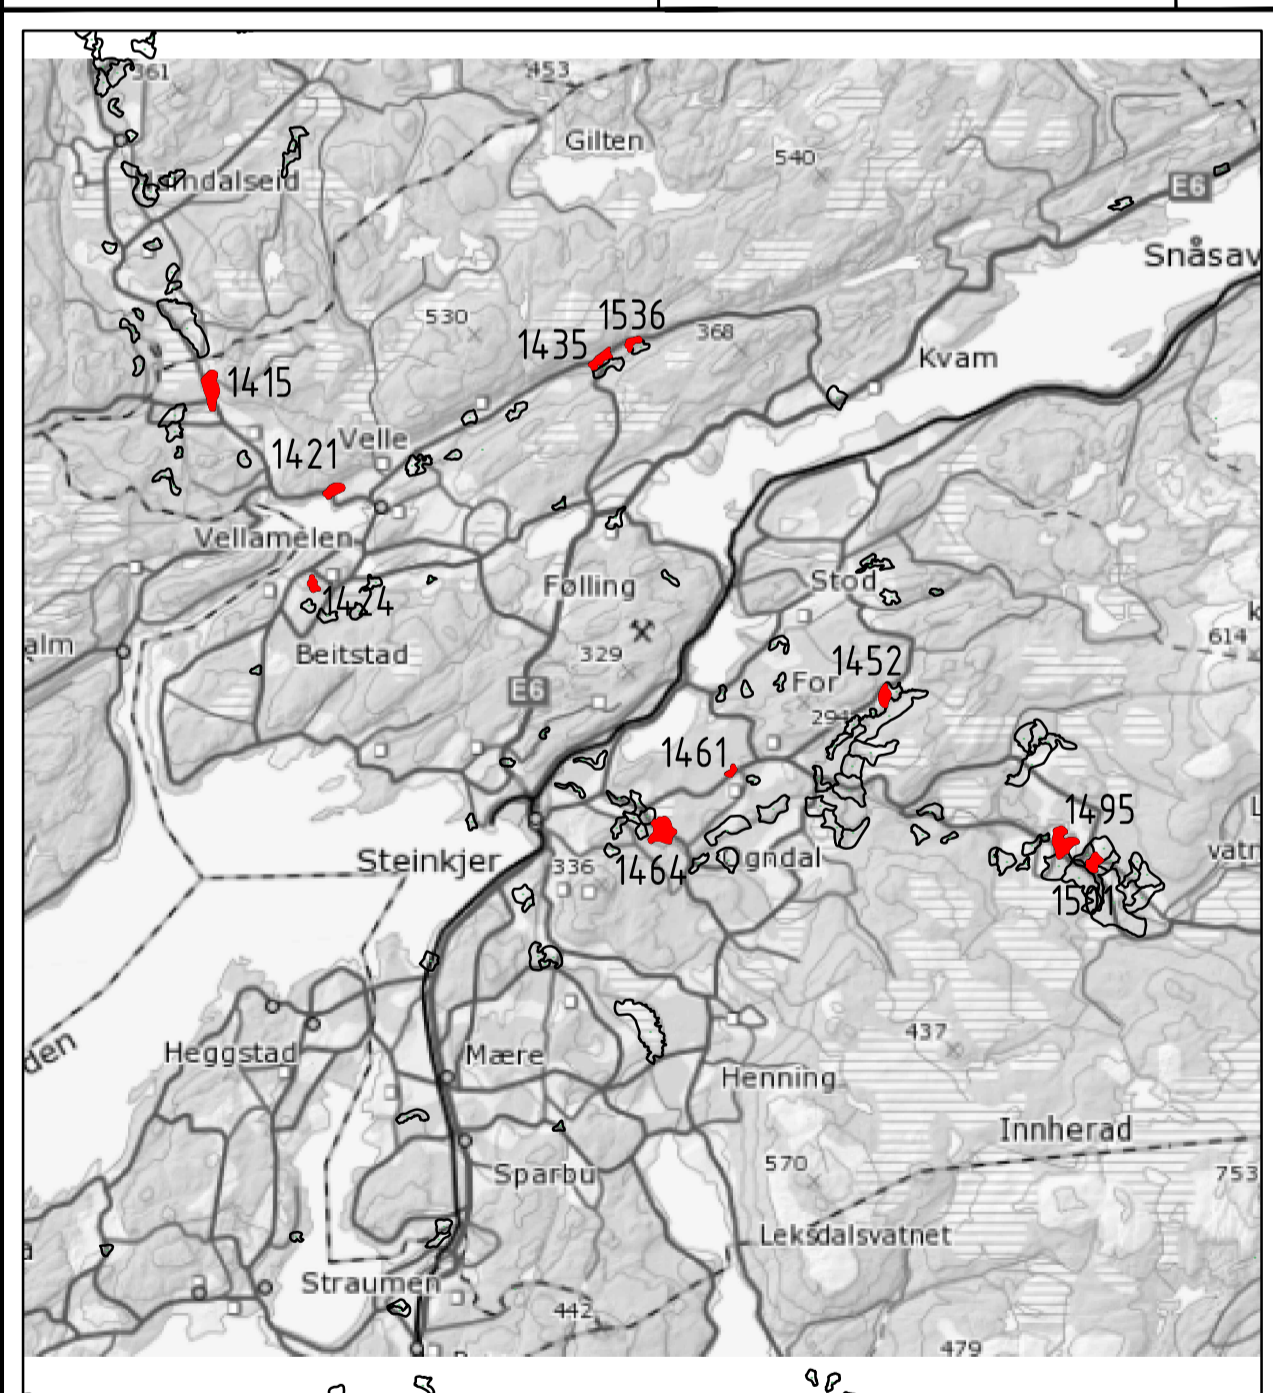 361
453
Gilten
540
E6
Snåsav
1536
530
1435
368
Kvam
1415
Velle
1421
Vellamelen
Følling
Stod
alm
Beitstad
329
614
1452
For
E6
294
1461
1495
Steinkjer
336
1464
Ogndal
vatn
1501
den
Heggstad
Mære
437
Henning
Innherad
570
Sparbu
753
Leksdalsvatnet
Straumen
442
479